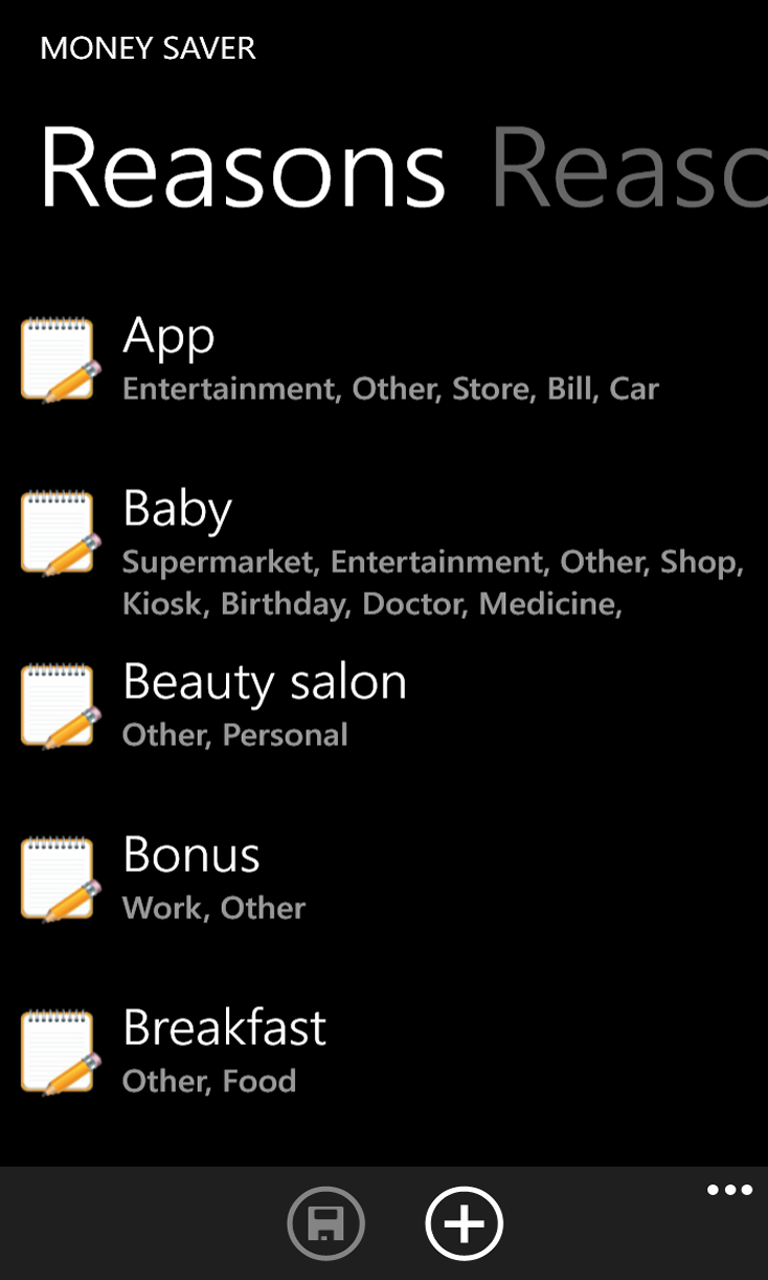 MONEY SAVER
Reasons Reaso
App
Entertainment, Other, Store, Bill, Car
Baby
Supermarket, Entertainment, Other, Shop,
Kiosk, Birthday, Doctor, Medicine,
Beauty salon
Other, Personal
Bonus
Work, Other
Breakfast
Other, Food